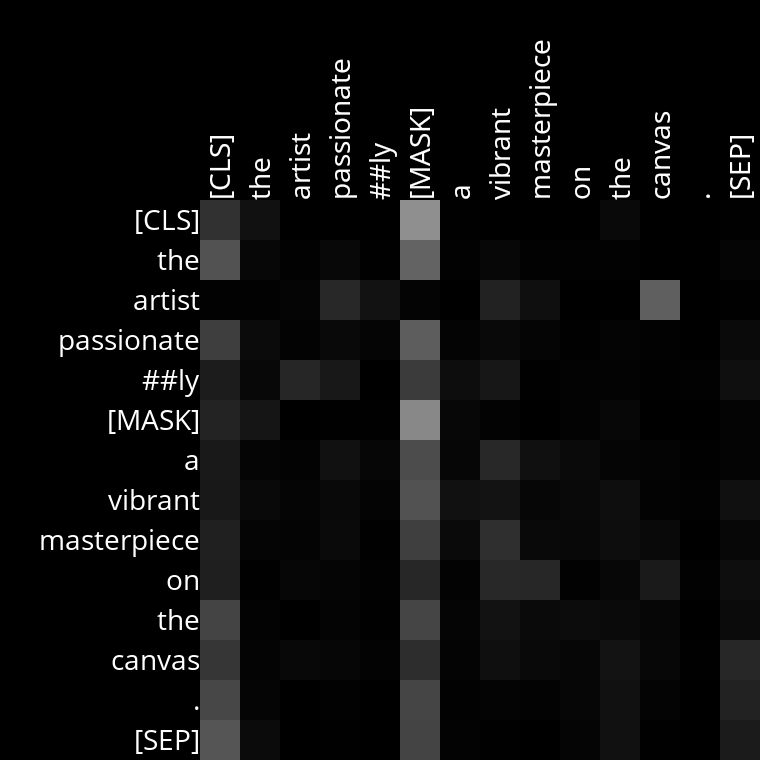 [CLS] the artist passionate ##ly [MASK] a vibrant masterpiece on the canvas . [SEP]
[CLS]
the
artist
passionate
##ly
[MASK]
a
vibrant
masterpiece
on
the
canvas
.
[SEP]